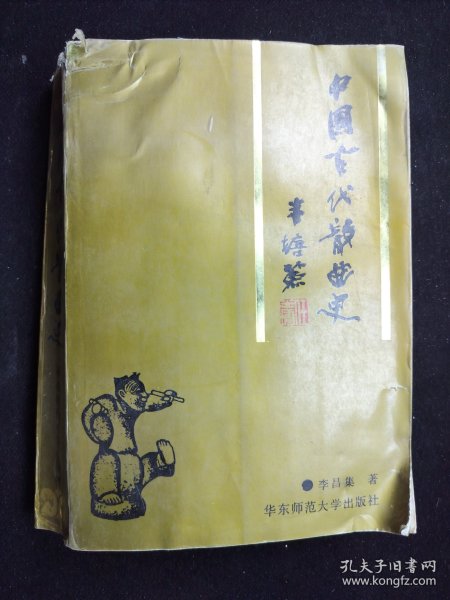 中国古代散曲史
● 李昌集 著
华东师范大学出版社
孔夫子旧书网
www.kongfz.com